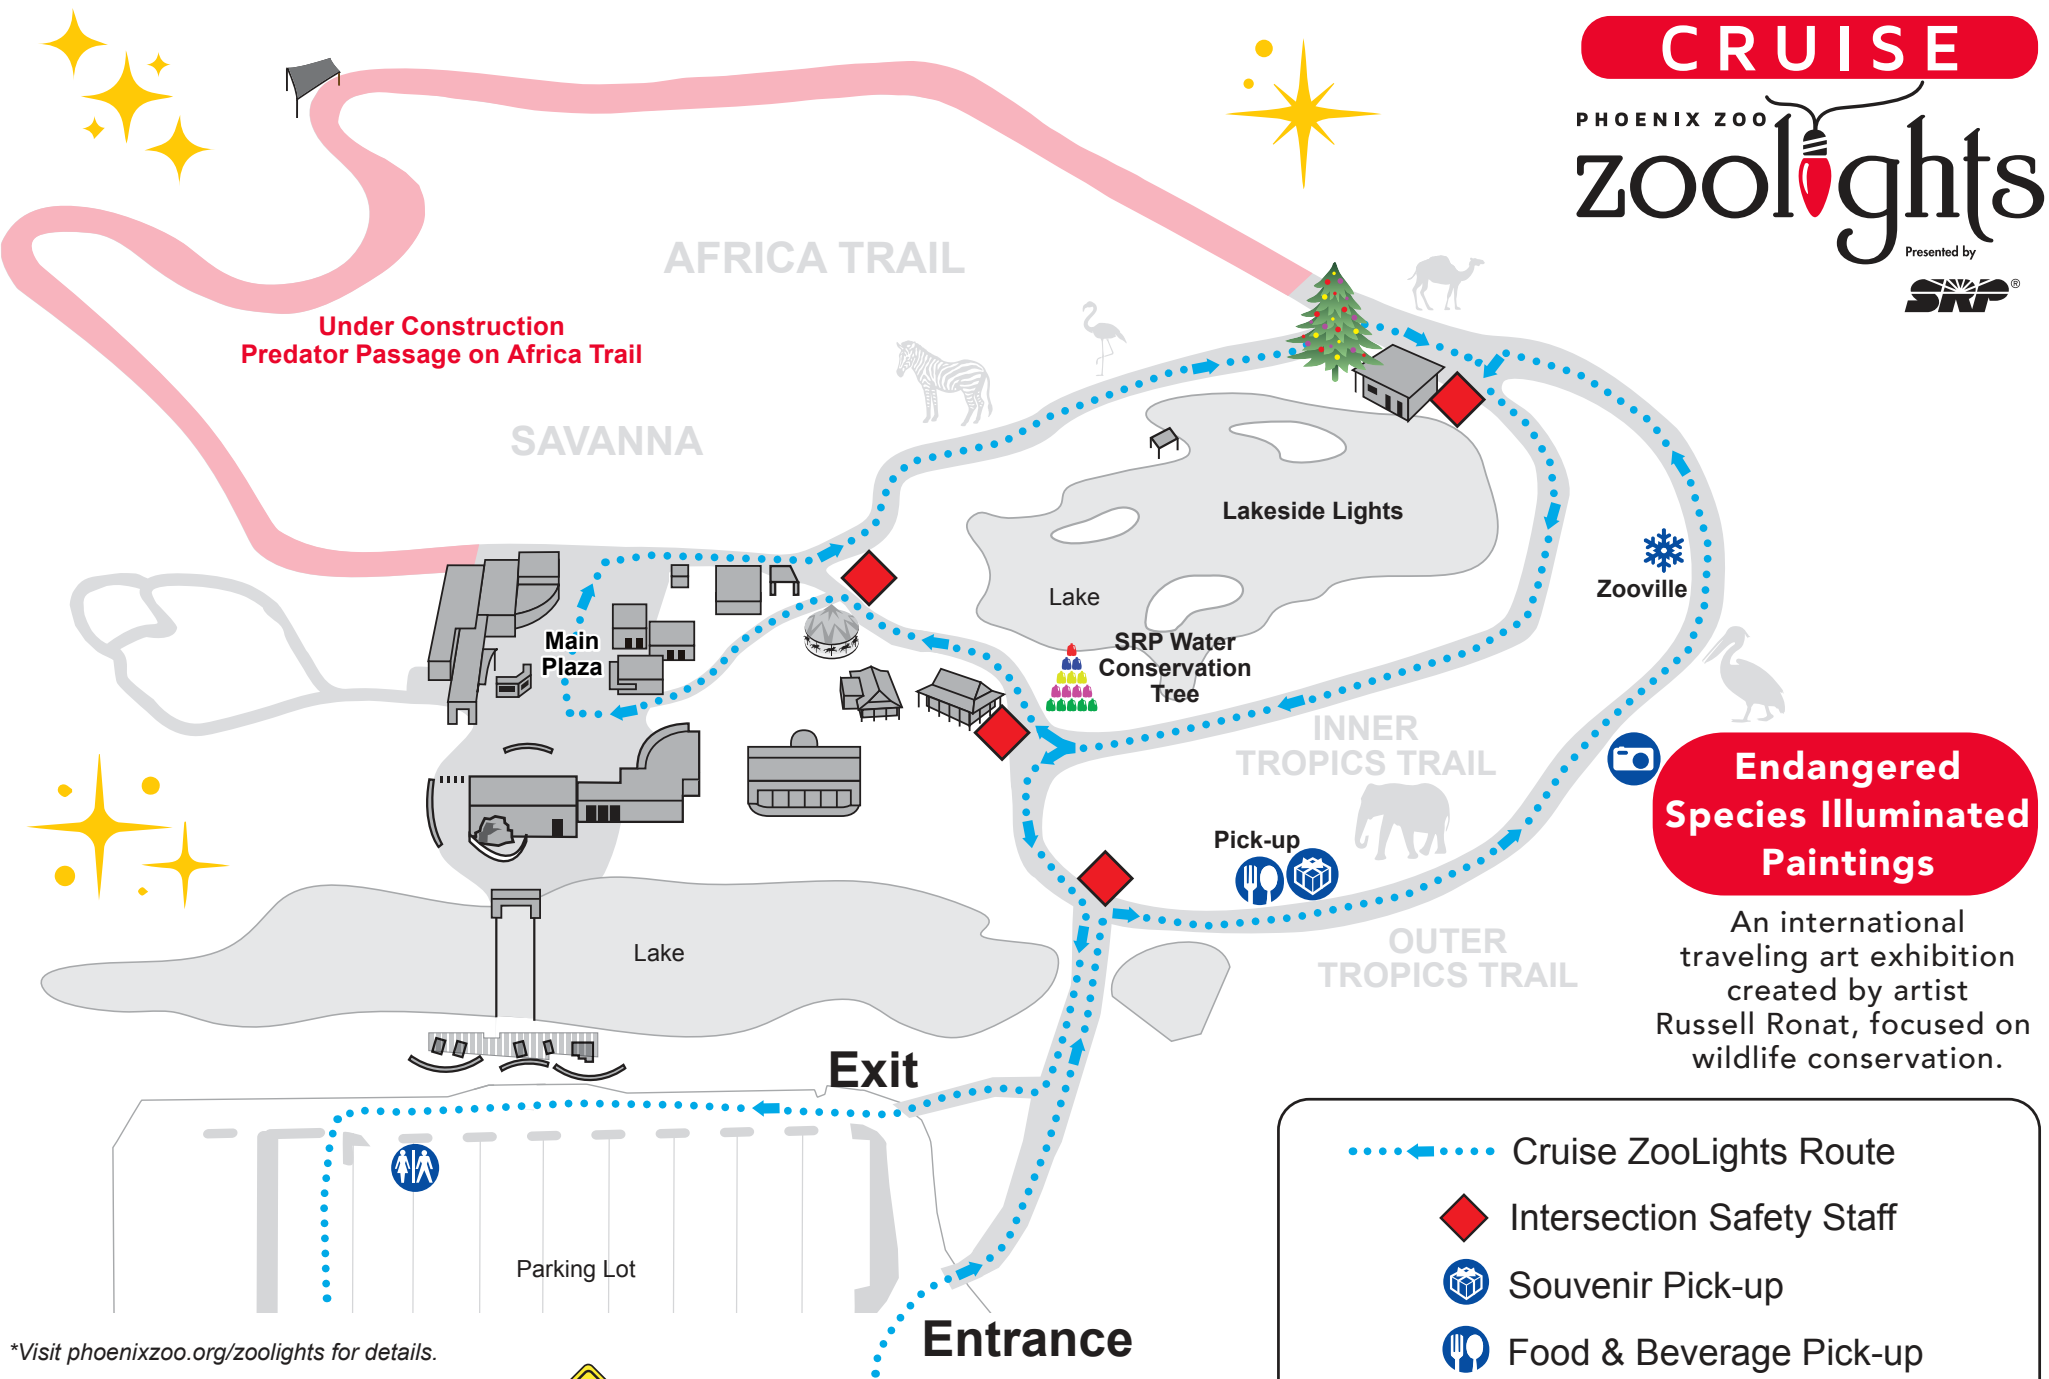 CRUISE
PHOENIX ZOO
zoolights
Presented by
SRP®
AFRICA TRAIL
Under Construction
Predator Passage on Africa Trail
SAVANNA
Lakeside Lights
Lake
Zooville
Main
Plaza
SRP Water
Conservation
Tree
INNER
TROPICS TRAIL
Pick-up
Endangered
Species Illuminated
Paintings
An international
traveling art exhibition
created by artist
Russell Ronat, focused on
wildlife conservation.
OUTER
TROPICS TRAIL
Lake
Exit
Parking Lot
Entrance
Cruise ZooLights Route
Intersection Safety Staff
Souvenir Pick-up
Food & Beverage Pick-up
*Visit phoenixzoo.org/zoolights for details.